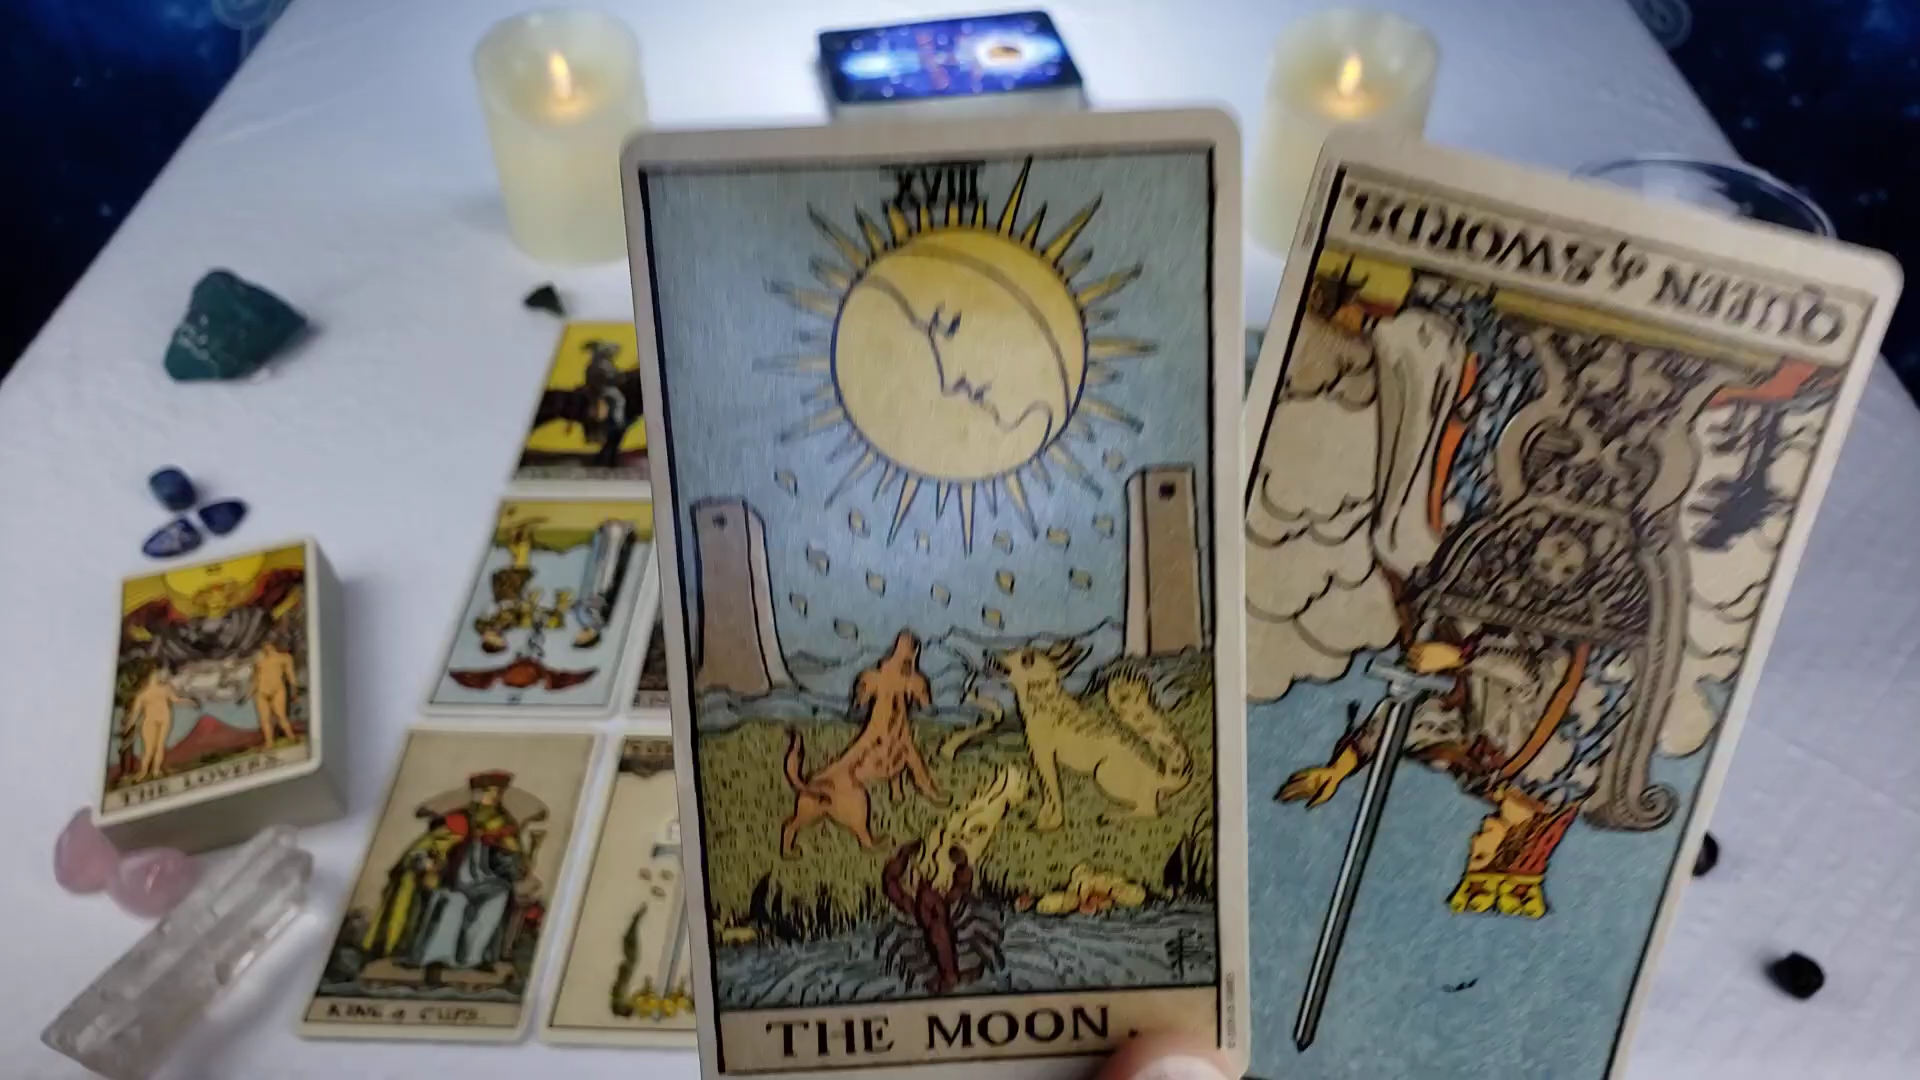 XVIII
THE MOON.
QUEEN of SWORDS.
THE LOVERS.
KING of CUPS.